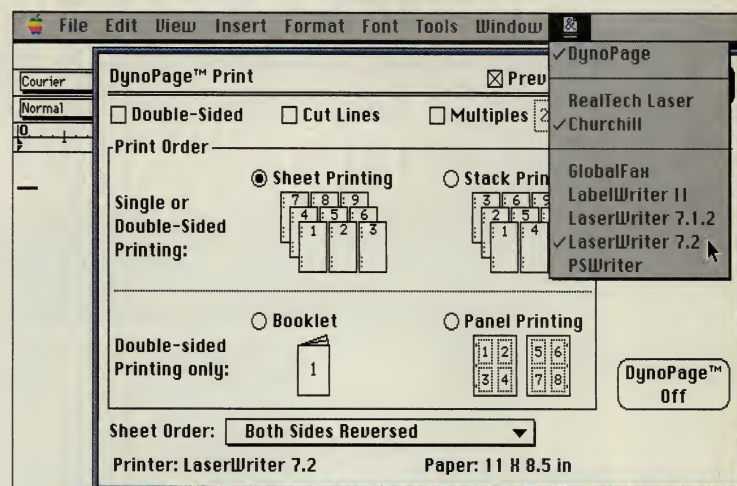 File Edit View Insert Format Font Tools Window
✓DynoPage
RealTech Laser
✓Churchill
GlobalFax
LabelWriter II
LaserWriter 7.1.2
✓LaserWriter 7.2
PSWriter
Courier
Normal
0 1
DynoPage™ Print
Prev
Double-Sided Cut Lines Multiples 2
Print Order
Sheet Printing Stack Prin
Single or
Double-Sided
Printing:
7 8 9
4 5 6
1 2 3
3 6 9
2 5
1 4
Booklet Panel Printing
Double-sided
Printing only:
1
1 2 5 6
3 4 7 8
DynoPage™
Off
Sheet Order: Both Sides Reversed
Printer: LaserWriter 7.2 Paper: 11 X 8.5 in